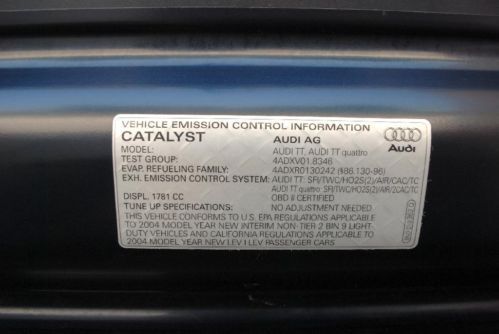 VEHICLE EMISSION CONTROL INFORMATION
CATALYST AUDI AG
MODEL: AUDI TT, AUDI TT quattro
TEST GROUP: 4ADXV01.8346
EVAP. REFUELING FAMILY: 4ADXR0130242 (§86.130-96)
EXH. EMISSION CONTROL SYSTEM: AUDI TT: SFI/TWC/HO2S(2)/AIR/CAC/TC
AUDI TT quattro: SFI/TWC/HO2S(2)/AIR/2CAC/TC
DISPL. 1781 CC OBD II CERTIFIED
TUNE UP SPECIFICATIONS: NO ADJUSTMENT NEEDED
THIS VEHICLE CONFORMS TO U.S. EPA REGULATIONS APPLICABLE
TO 2004 MODEL YEAR NEW INTERIM NON-TIER 2 BIN 9 LIGHT-
DUTY VEHICLES AND CALIFORNIA REGULATIONS APPLICABLE TO
2004 MODEL YEAR NEW LEV I LEV PASSENGER CARS
Audi